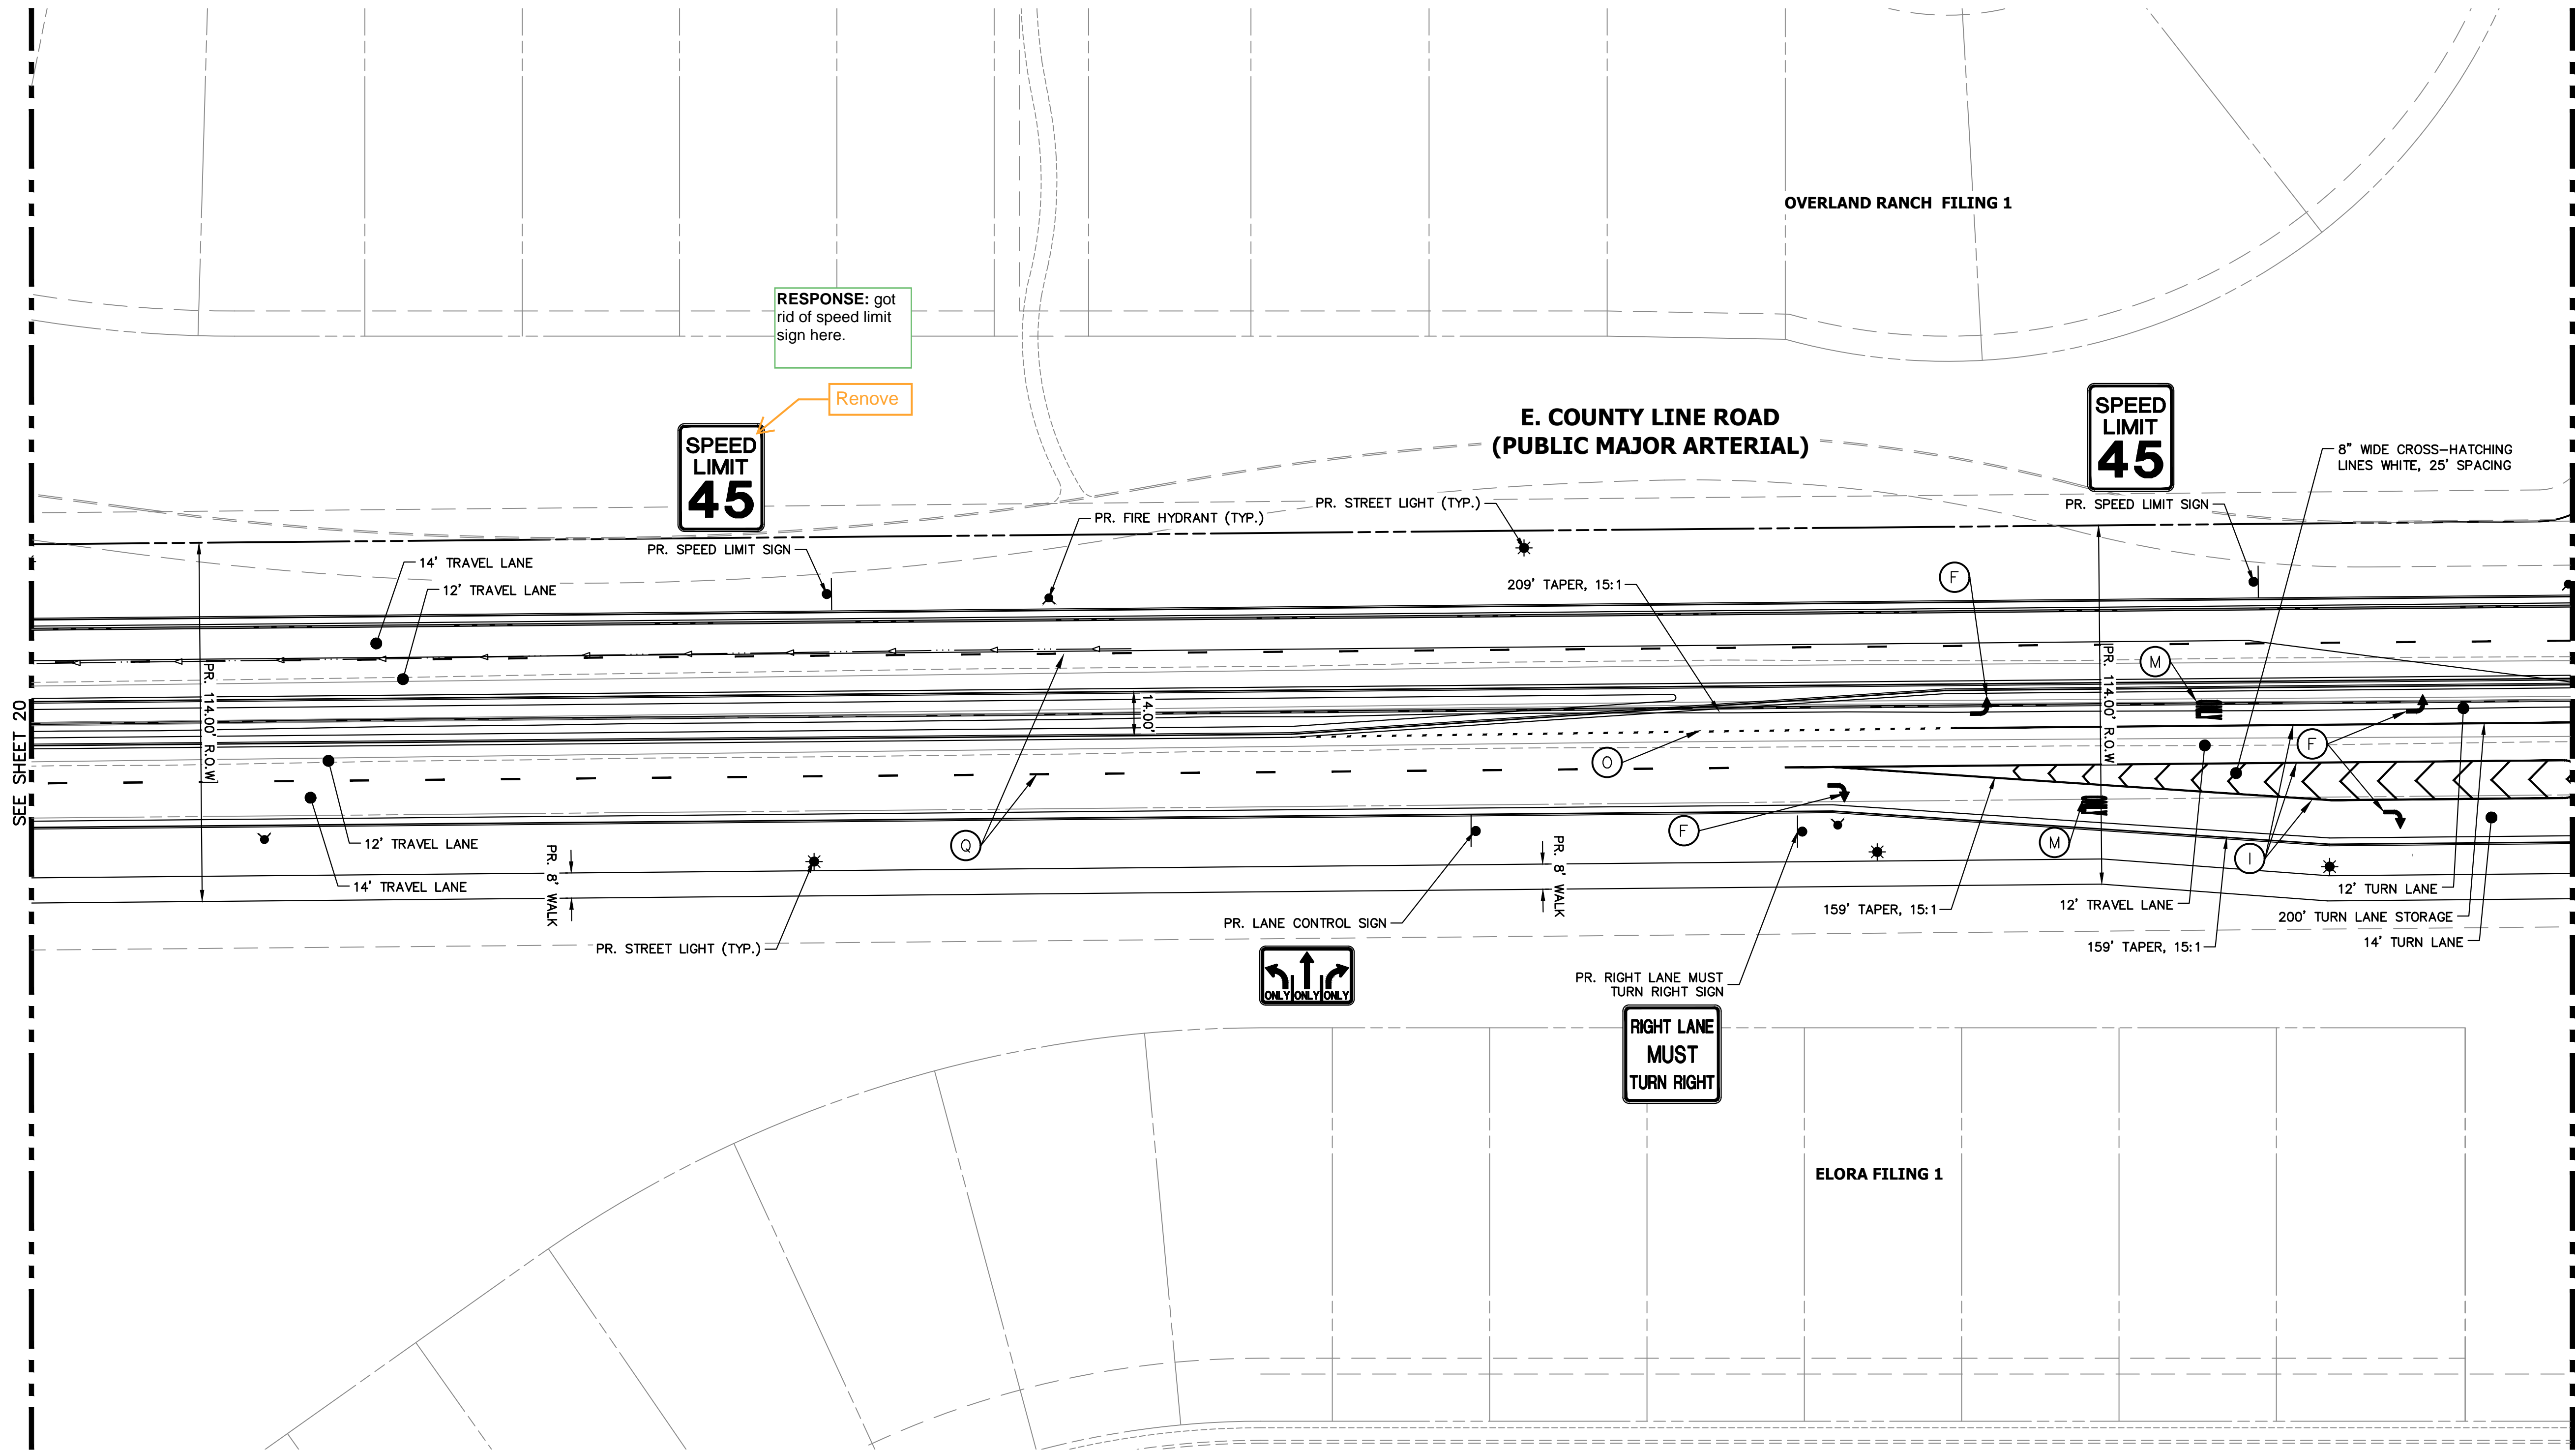 OVERLAND RANCH FILING 1
RESPONSE: got
rid of speed limit
sign here.
Renove
SPEED
LIMIT
45
E. COUNTY LINE ROAD
(PUBLIC MAJOR ARTERIAL)
SPEED
LIMIT
45
8" WIDE CROSS-HATCHING
LINES WHITE, 25' SPACING
PR. SPEED LIMIT SIGN
PR. FIRE HYDRANT (TYP.)
PR. STREET LIGHT (TYP.)
PR. SPEED LIMIT SIGN
14' TRAVEL LANE
12' TRAVEL LANE
209' TAPER, 15:1
F
M
PR. 114.00' R.O.W
14.00'
PR. 114.00' R.O.W
SEE SHEET 20
O
F
12' TRAVEL LANE
14' TRAVEL LANE
PR. 8' WALK
Q
F
PR. 8' WALK
M
I
PR. STREET LIGHT (TYP.)
PR. LANE CONTROL SIGN
159' TAPER, 15:1
12' TRAVEL LANE
12' TURN LANE
200' TURN LANE STORAGE
159' TAPER, 15:1
14' TURN LANE
ONLY ONLY ONLY
PR. RIGHT LANE MUST
TURN RIGHT SIGN
RIGHT LANE
MUST
TURN RIGHT
ELORA FILING 1